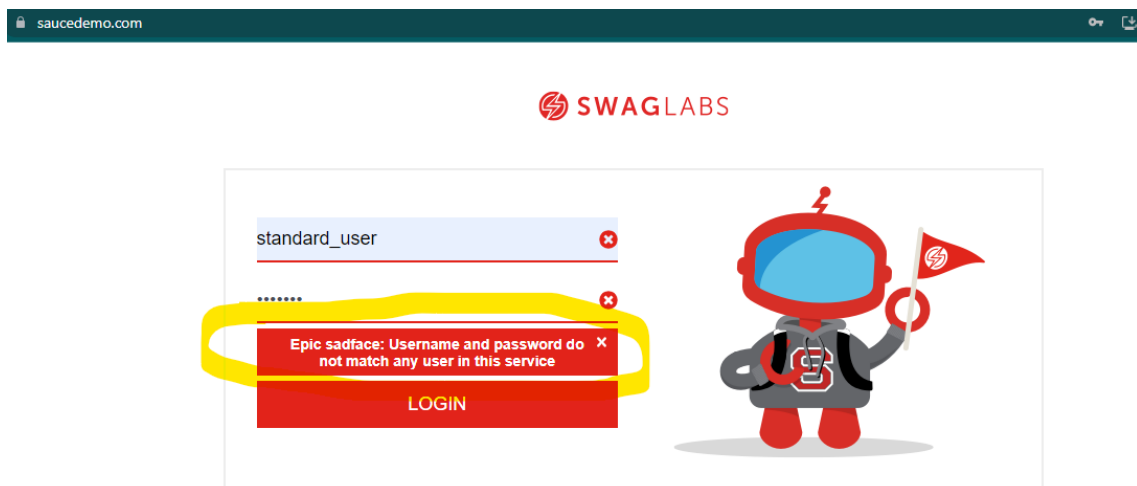 saucedemo.com
SWAGLABS
standard_user
•••••••
Epic sadface: Username and password do
not match any user in this service
LOGIN
S